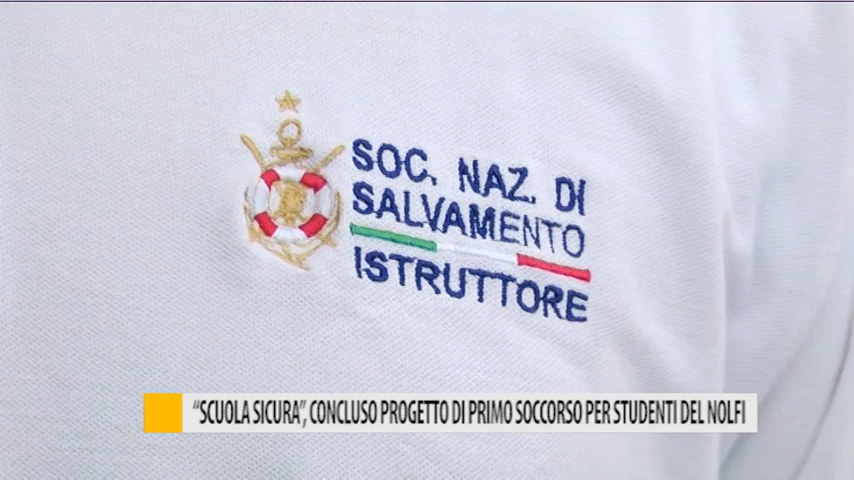 SOC. NAZ. DI
SALVAMENTO
ISTRUTTORE
“SCUOLA SICURA”, CONCLUSO PROGETTO DI PRIMO SOCCORSO PER STUDENTI DEL NOLFI